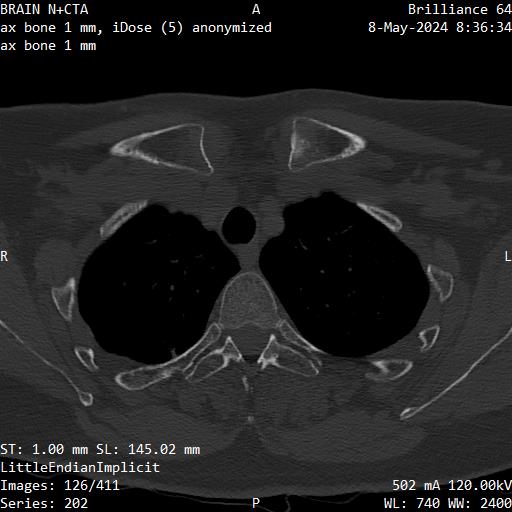 BRAIN N+CTA A Brilliance 64
ax bone 1 mm, iDose (5) anonymized 8-May-2024 8:36:34
ax bone 1 mm
R L
ST: 1.00 mm SL: 145.02 mm
LittleEndianImplicit
Images: 126/411 502 mA 120.00kV
Series: 202 P WL: 740 WW: 2400